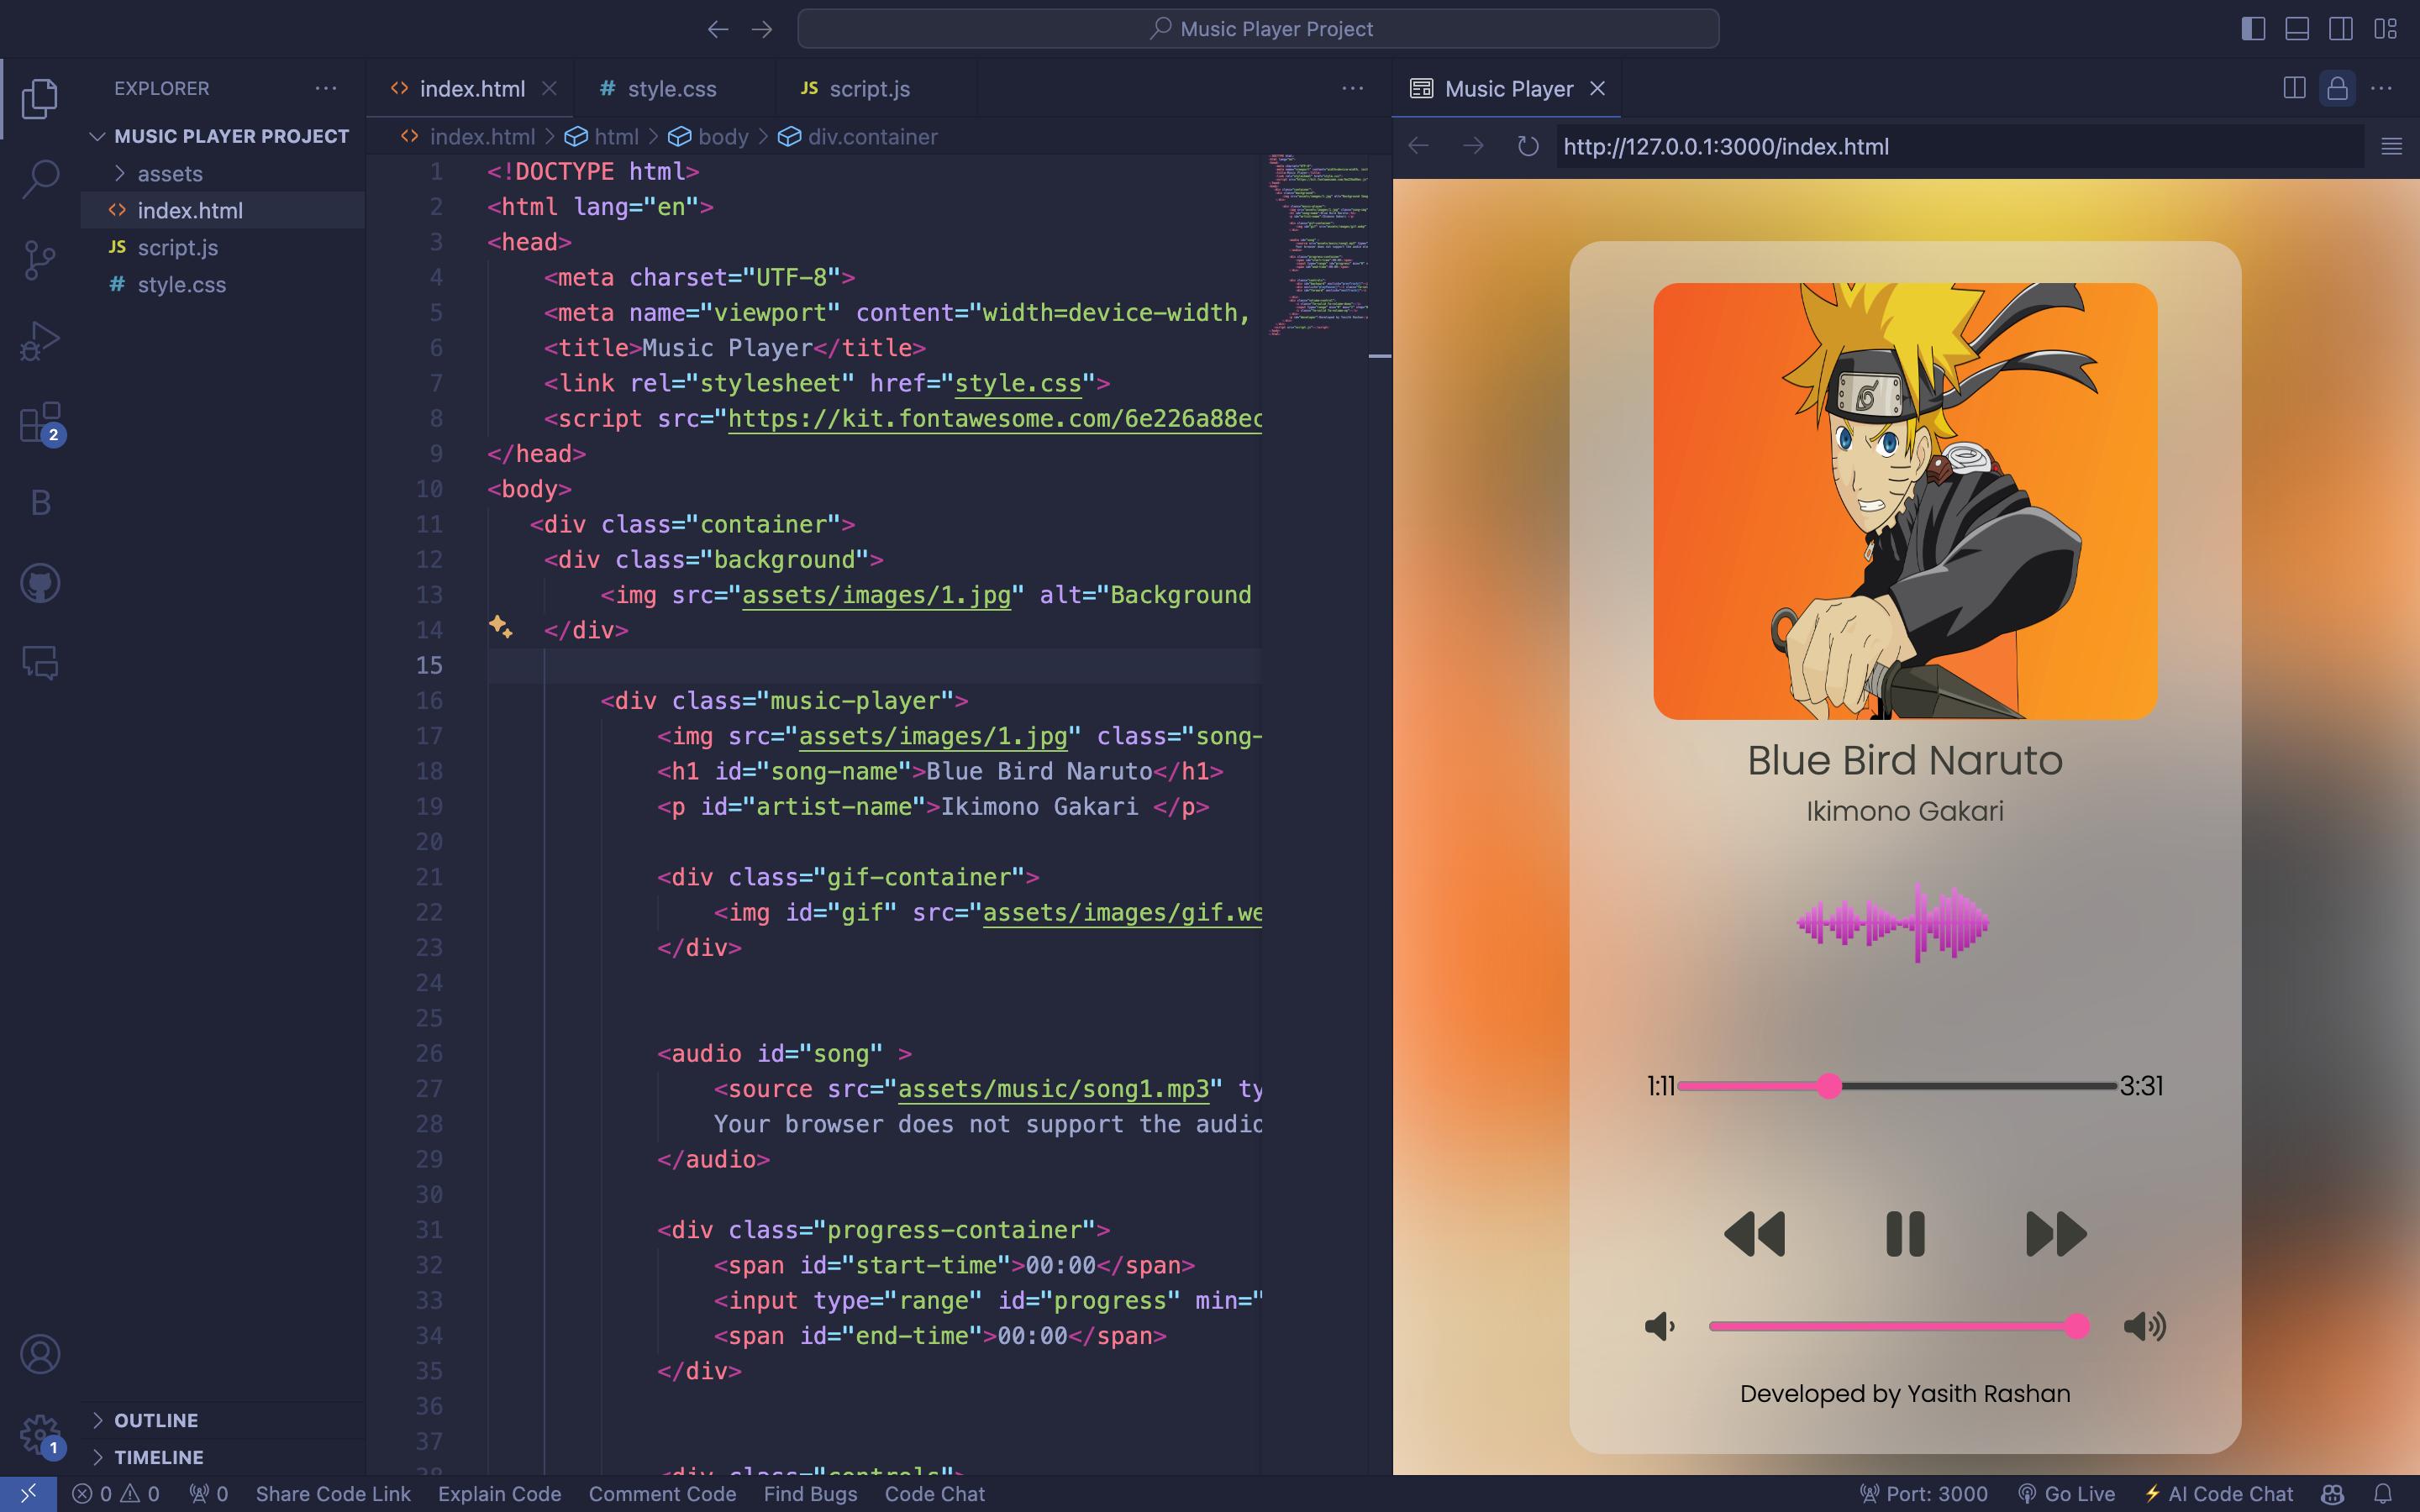 Music Player Project
EXPLORER
MUSIC PLAYER PROJECT
assets
index.html
JS script.js
# style.css
2
B
1
OUTLINE
TIMELINE
index.html
# style.css
JS script.js
index.html > html > body > div.container
1 <!DOCTYPE html>
2 <html lang="en">
3 <head>
4 <meta charset="UTF-8">
5 <meta name="viewport" content="width=device-width,
6 <title>Music Player</title>
7 <link rel="stylesheet" href="style.css">
8 <script src="https://kit.fontawesome.com/6e226a88ec
9 </head>
10 <body>
11 <div class="container">
12 <div class="background">
13 <img src="assets/images/1.jpg" alt="Background
14 </div>
15
16 <div class="music-player">
17 <img src="assets/images/1.jpg" class="song-
18 <h1 id="song-name">Blue Bird Naruto</h1>
19 <p id="artist-name">Ikimono Gakari </p>
20
21 <div class="gif-container">
22 <img id="gif" src="assets/images/gif.we
23 </div>
24
25
26 <audio id="song" >
27 <source src="assets/music/song1.mp3" ty
28 Your browser does not support the audio
29 </audio>
30
31 <div class="progress-container">
32 <span id="start-time">00:00</span>
33 <input type="range" id="progress" min="
34 <span id="end-time">00:00</span>
35 </div>
36
37
38 <div class="controls">
Music Player
http://127.0.0.1:3000/index.html
Blue Bird Naruto
Ikimono Gakari
1:11 3:31
Developed by Yasith Rashan
0 0 0 Share Code Link Explain Code Comment Code Find Bugs Code Chat Port: 3000 Go Live AI Code Chat